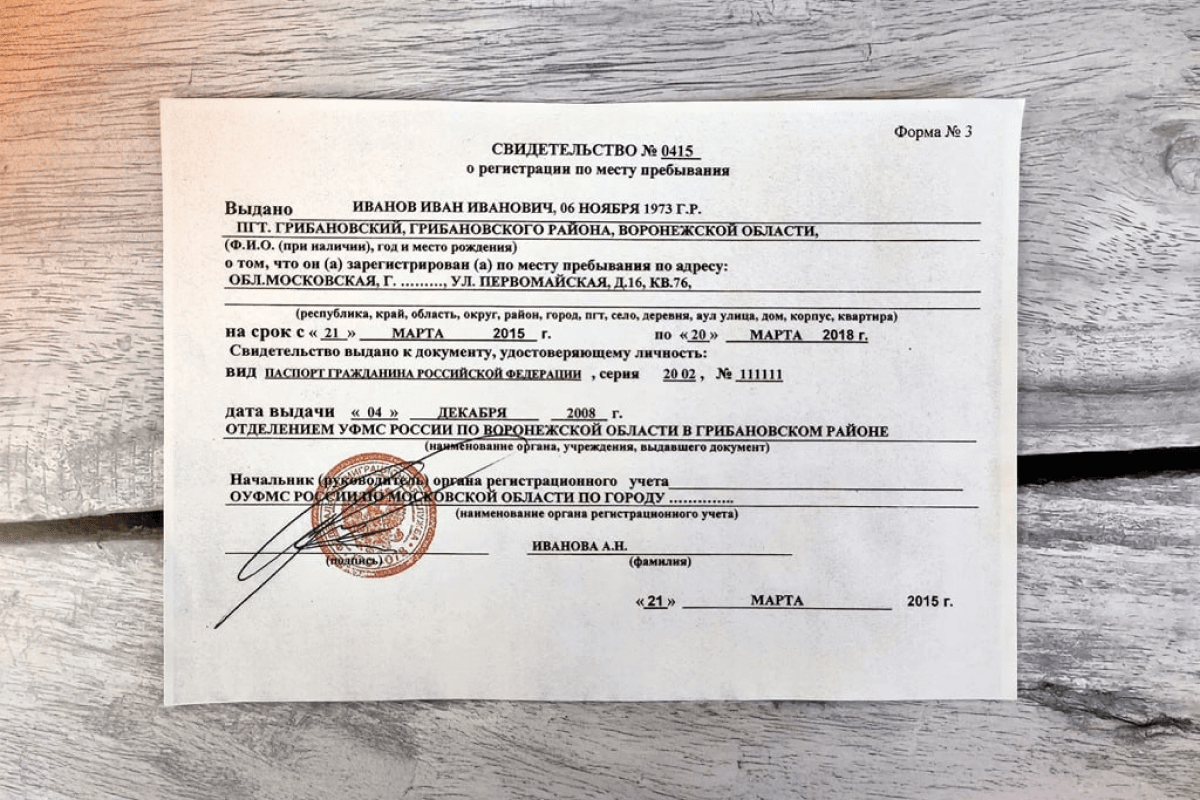 Форма № 3
СВИДЕТЕЛЬСТВО № 0415
о регистрации по месту пребывания
Выдано ИВАНОВ ИВАН ИВАНОВИЧ, 06 НОЯБРЯ 1973 Г.Р.
ПГТ. ГРИБАНОВСКИЙ, ГРИБАНОВСКОГО РАЙОНА, ВОРОНЕЖСКОЙ ОБЛАСТИ,
(Ф.И.О. (при наличии), год и место рождения)
о том, что он (а) зарегистрирован (а) по месту пребывания по адресу:
ОБЛ.МОСКОВСКАЯ, Г. ………, УЛ. ПЕРВОМАЙСКАЯ, Д.16, КВ.76,
(республика, край, область, округ, район, город, пгт, село, деревня, аул улица, дом, корпус, квартира)
на срок с « 21 » МАРТА 2015 г. по «20 » МАРТА 2018 г.
Свидетельство выдано к документу, удостоверяющему личность:
вид ПАСПОРТ ГРАЖДАНИНА РОССИЙСКОЙ ФЕДЕРАЦИИ , серия 20 02 , № 111111
дата выдачи « 04 » ДЕКАБРЯ 2008 г.
ОТДЕЛЕНИЕМ УФМС РОССИИ ПО ВОРОНЕЖСКОЙ ОБЛАСТИ В ГРИБАНОВСКОМ РАЙОНЕ
(наименование органа, учреждения, выдавшего документ)
Начальник (руководитель) органа регистрационного учета
ОУФМС РОССИИ ПО МОСКОВСКОЙ ОБЛАСТИ ПО ГОРОДУ …………..
(наименование органа регистрационного учета)
ИВАНОВА А.Н.
(подпись) (фамилия)
« 21 » МАРТА 2015 г.